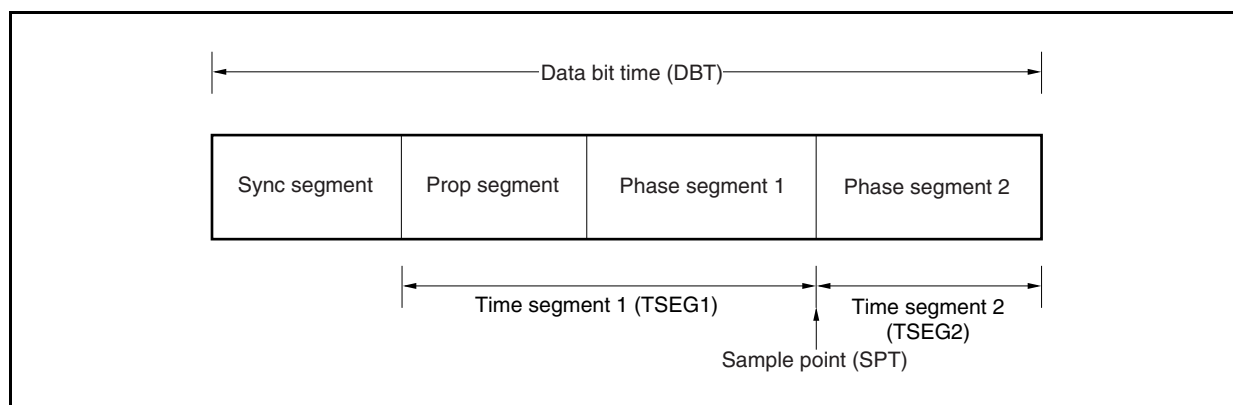 Data bit time (DBT)
Sync segment
Prop segment
Phase segment 1
Phase segment 2
Time segment 1 (TSEG1)
Time segment 2
(TSEG2)
Sample point (SPT)